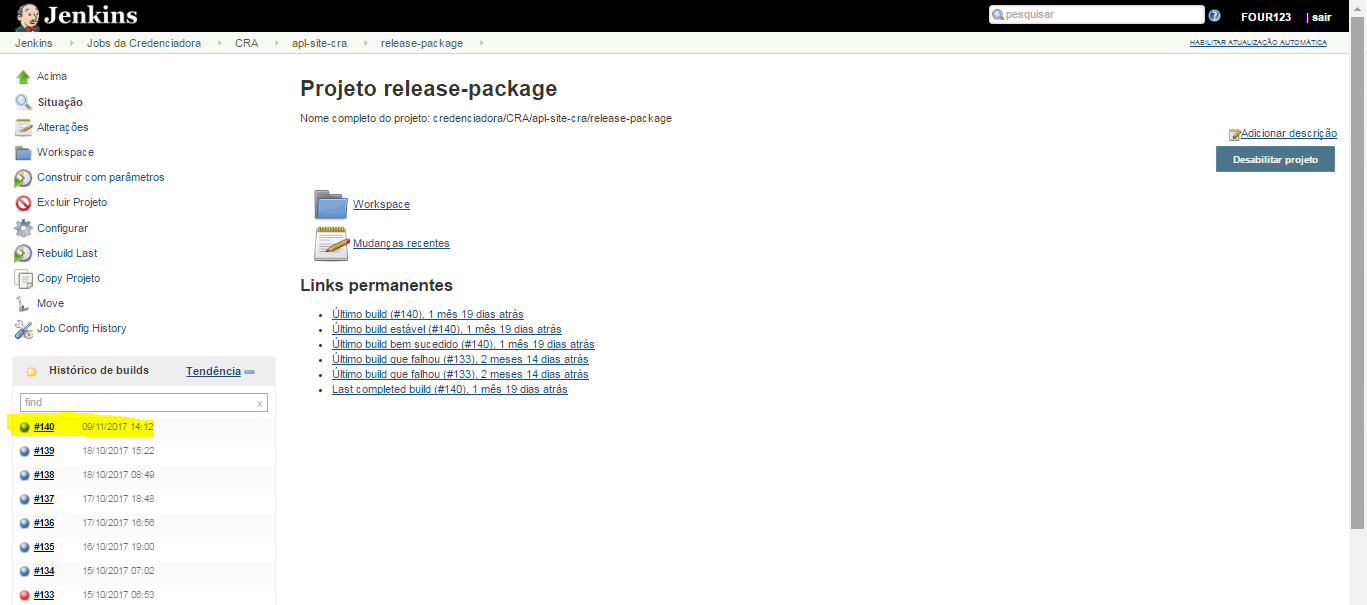 Jenkins
pesquisar
?
FOUR123 | sair
Jenkins Jobs da Credenciadora CRA apl-site-cra release-package
HABILITAR ATUALIZAÇÃO AUTOMÁTICA
Acima
Situação
Alterações
Workspace
Construir com parâmetros
Excluir Projeto
Configurar
Rebuild Last
Copy Projeto
Move
Job Config History
Histórico de builds Tendência
find x
#140 09/11/2017 14:12
#139 18/10/2017 15:22
#138 18/10/2017 08:49
#137 17/10/2017 18:48
#136 17/10/2017 16:56
#135 16/10/2017 19:00
#134 15/10/2017 07:02
#133 15/10/2017 06:53
Projeto release-package
Nome completo do projeto: credenciadora/CRA/apl-site-cra/release-package
Adicionar descrição
Desabilitar projeto
Workspace
Mudanças recentes
Links permanentes
Último build (#140), 1 mês 19 dias atrás
Último build estável (#140), 1 mês 19 dias atrás
Último build bem sucedido (#140), 1 mês 19 dias atrás
Último build que falhou (#133), 2 meses 14 dias atrás
Último build que falhou (#133), 2 meses 14 dias atrás
Last completed build (#140), 1 mês 19 dias atrás